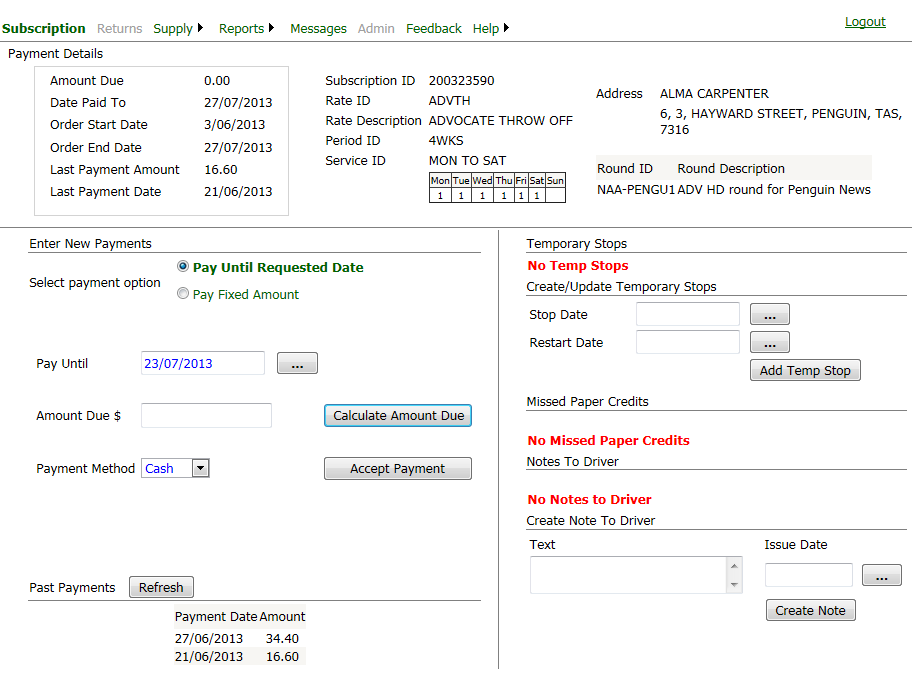 Subscription Returns Supply Reports Messages Admin Feedback Help Logout
Payment Details
Amount Due 0.00
Date Paid To 27/07/2013
Order Start Date 3/06/2013
Order End Date 27/07/2013
Last Payment Amount 16.60
Last Payment Date 21/06/2013
Subscription ID 200323590
Rate ID ADVTH
Rate Description ADVOCATE THROW OFF
Period ID 4WKS
Service ID MON TO SAT
Mon Tue Wed Thu Fri Sat Sun
1 1 1 1 1 1
Address ALMA CARPENTER
6, 3, HAYWARD STREET, PENGUIN, TAS,
7316
Round ID Round Description
NAA-PENGU1 ADV HD round for Penguin News
Enter New Payments
Select payment option
Pay Until Requested Date
Pay Fixed Amount
Pay Until 23/07/2013 ...
Amount Due $ Calculate Amount Due
Payment Method Cash Accept Payment
Past Payments Refresh
Payment Date Amount
27/06/2013 34.40
21/06/2013 16.60
Temporary Stops
No Temp Stops
Create/Update Temporary Stops
Stop Date ...
Restart Date ...
Add Temp Stop
Missed Paper Credits
No Missed Paper Credits
Notes To Driver
No Notes to Driver
Create Note To Driver
Text Issue Date
...
Create Note